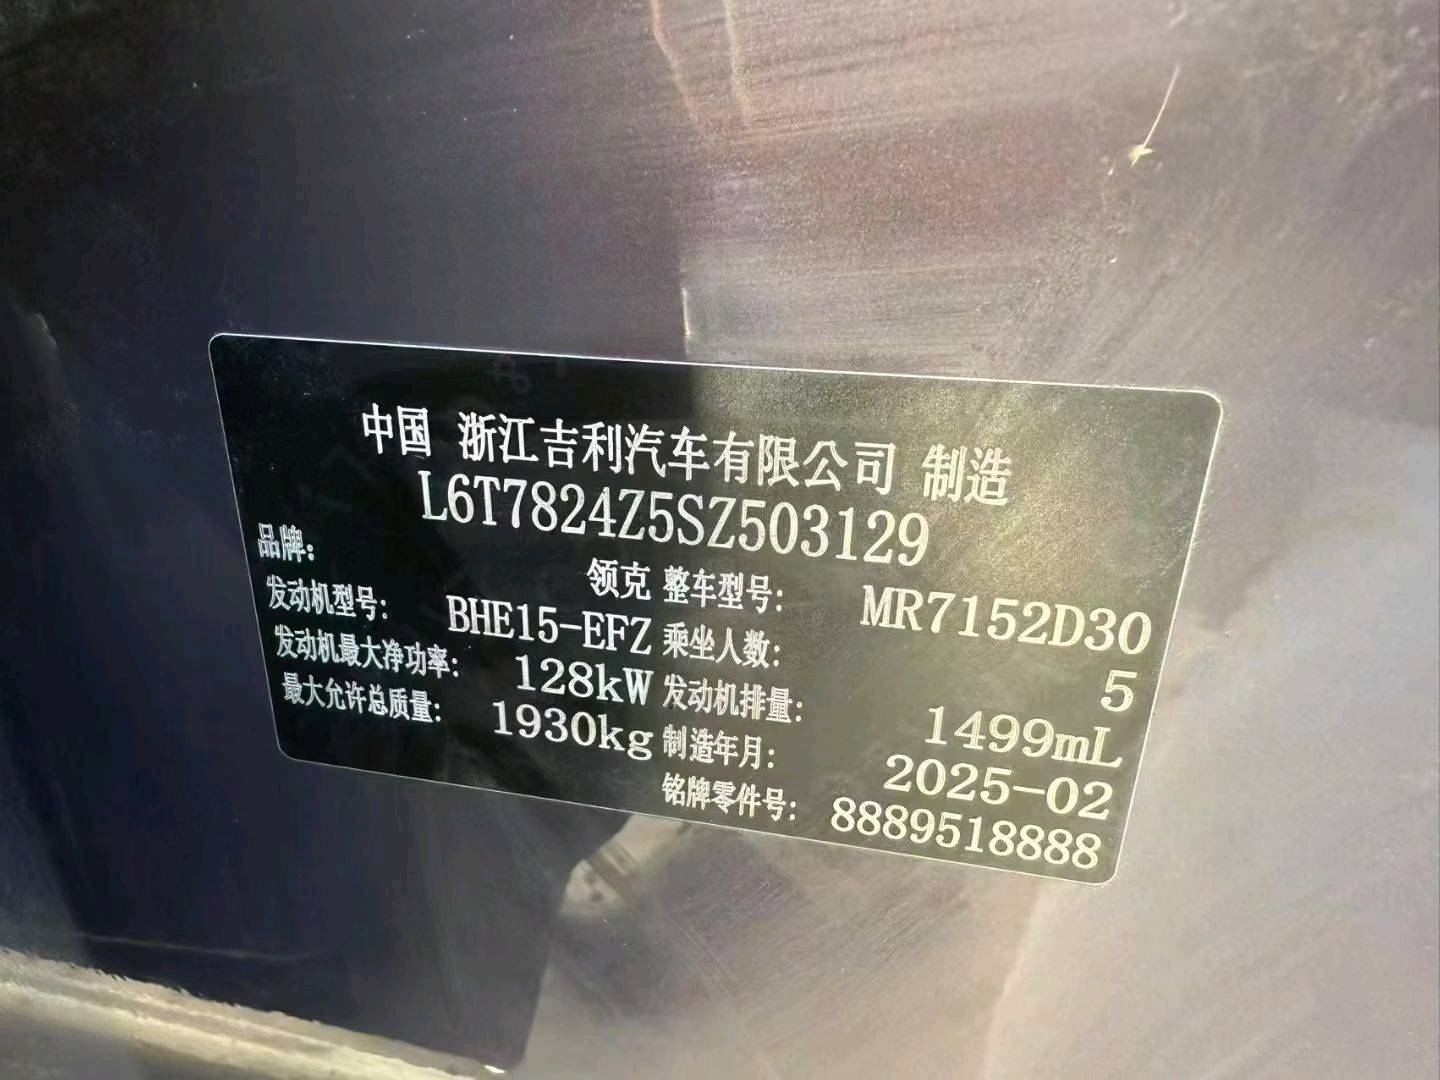 中国 浙江吉利汽车有限公司 制造
L6T7824Z5SZ503129
品牌: 领克 整车型号: MR7152D30
发动机型号: BHE15-EFZ 乘坐人数: 5
发动机最大净功率: 128kW 发动机排量: 1499mL
最大允许总质量: 1930kg 制造年月: 2025-02
铭牌零件号: 8889518888